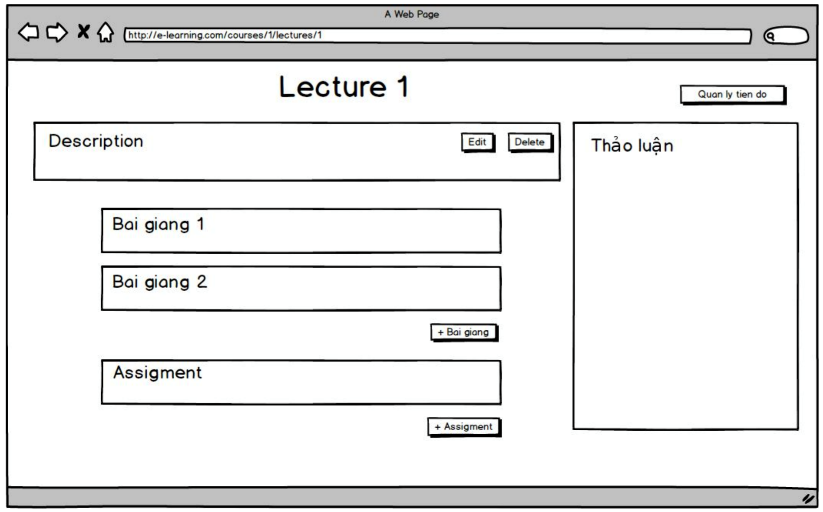 A Web Page
http://e-learning.com/courses/1/lectures/1
Lecture 1
Quan ly tien do
Description
Edit
Delete
Thảo luận
Bai giang 1
Bai giang 2
+ Bai giang
Assigment
+ Assigment